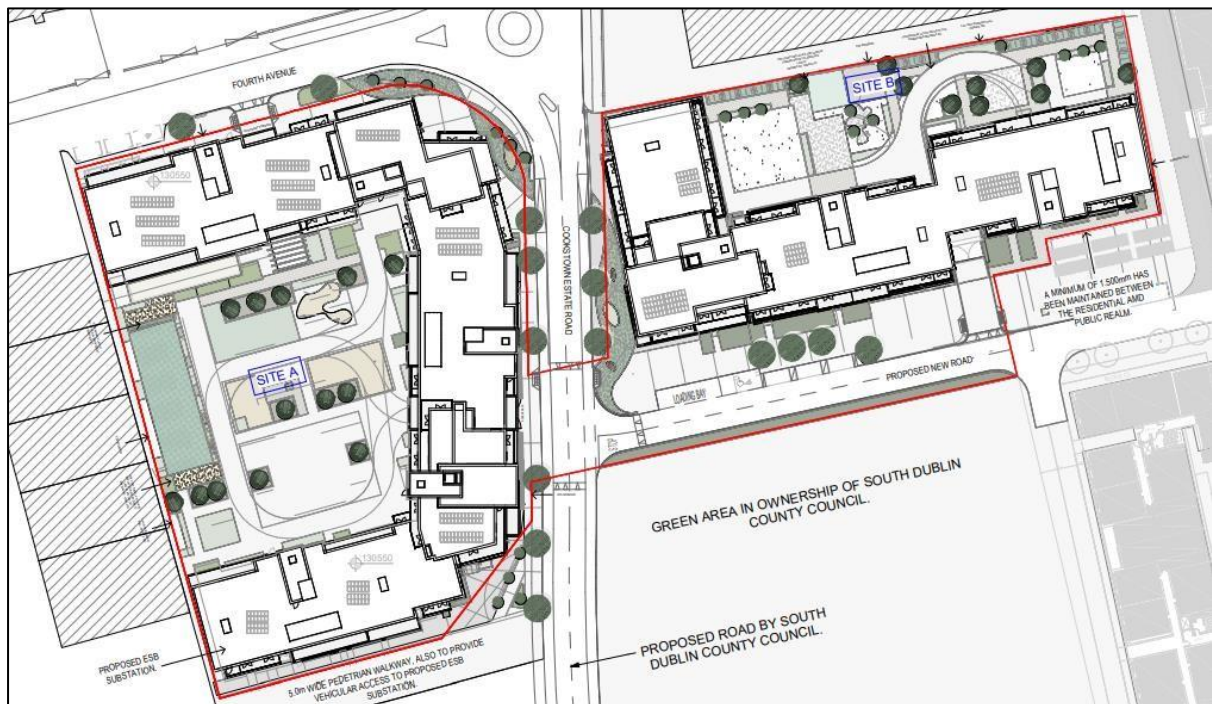 FOURTH AVENUE
SITE B
130550
COOKSTOWN ESTATE ROAD
A MINIMUM OF 1.500mm HAS
BEEN MAINTAINED BETWEEN
THE RESIDENTIAL AMD
PUBLIC REALM.
SITE A
PROPOSED NEW ROAD
LOADING BAY
GREEN AREA IN OWNERSHIP OF SOUTH DUBLIN
COUNTY COUNCIL.
130550
PROPOSED ROAD BY SOUTH
DUBLIN COUNTY COUNCIL.
PROPOSED ESB
SUBSTATION.
5.0m WIDE PEDETRIAN WALKWAY, ALSO TO PROVIDE
VEHICULAR ACCESS TO PROPOSED ESB
SUBSTATION.